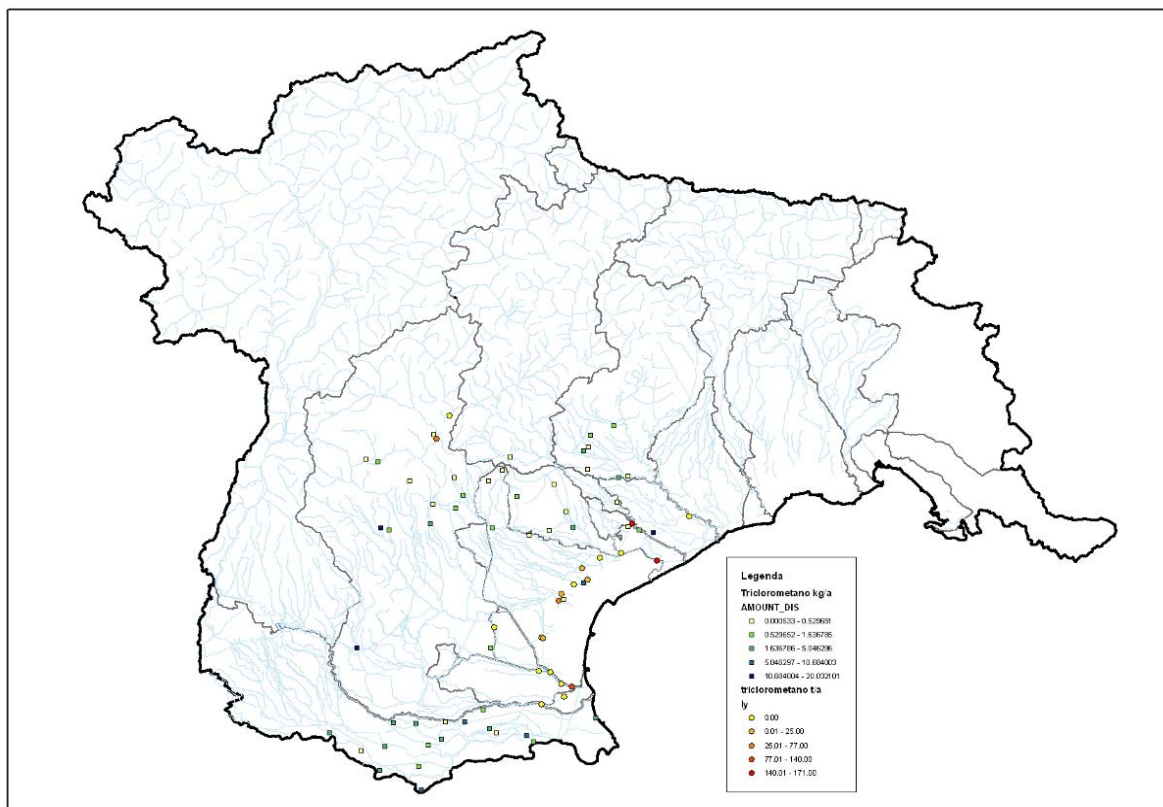 Legenda
Triclorometano kg/a
AMOUNT_DIS
0.000533 - 0.529651
0.529652 - 1.636785
1.636786 - 5.046296
5.046297 - 10.684003
10.684004 - 20.032101
triclorometano t/a
ly
0.00
0.01 - 25.00
25.01 - 77.00
77.01 - 140.00
140.01 - 171.00